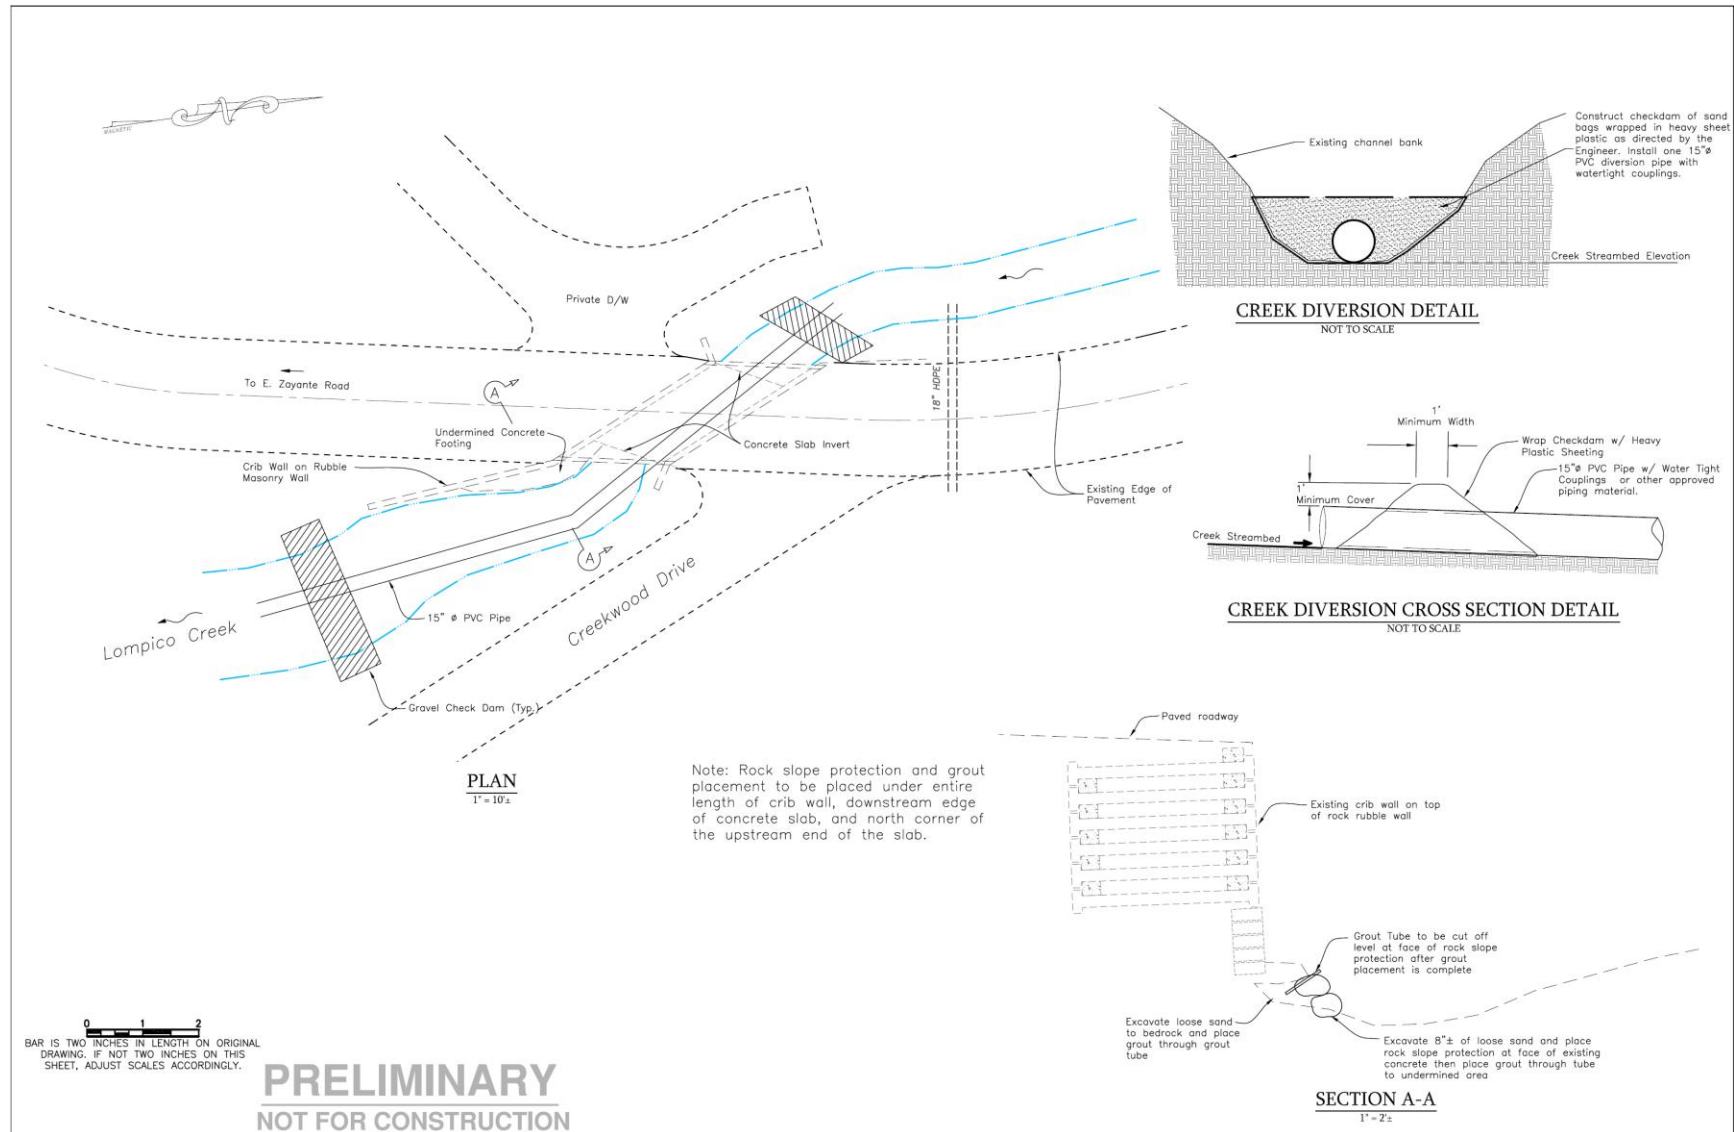 MAGNETIC
Private D/W
To E. Zayante Road
A
Undermined Concrete
Footing
Crib Wall on Rubble
Masonry Wall
Concrete Slab Invert
18" HDPE
Existing Edge of
Pavement
A
15" ø PVC Pipe
Lompico Creek
Creekwood Drive
Gravel Check Dam (Typ.)
PLAN
1" = 10'±
Existing channel bank
Construct checkdam of sand
bags wrapped in heavy sheet
plastic as directed by the
Engineer. Install one 15"ø
PVC diversion pipe with
watertight couplings.
Creek Streambed Elevation
CREEK DIVERSION DETAIL
NOT TO SCALE
1'
Minimum Width
Wrap Checkdam w/ Heavy
Plastic Sheeting
15"ø PVC Pipe w/ Water Tight
Couplings or other approved
piping material.
1'
Minimum Cover
Creek Streambed
CREEK DIVERSION CROSS SECTION DETAIL
NOT TO SCALE
Note: Rock slope protection and grout
placement to be placed under entire
length of crib wall, downstream edge
of concrete slab, and north corner of
the upstream end of the slab.
Paved roadway
Existing crib wall on top
of rock rubble wall
Grout Tube to be cut off
level at face of rock slope
protection after grout
placement is complete
Excavate loose sand
to bedrock and place
grout through grout
tube
Excavate 8"± of loose sand and place
rock slope protection at face of existing
concrete then place grout through tube
to undermined area
SECTION A-A
1" = 2'±
0 1 2
BAR IS TWO INCHES IN LENGTH ON ORIGINAL
DRAWING. IF NOT TWO INCHES ON THIS
SHEET, ADJUST SCALES ACCORDINGLY.
PRELIMINARY
NOT FOR CONSTRUCTION